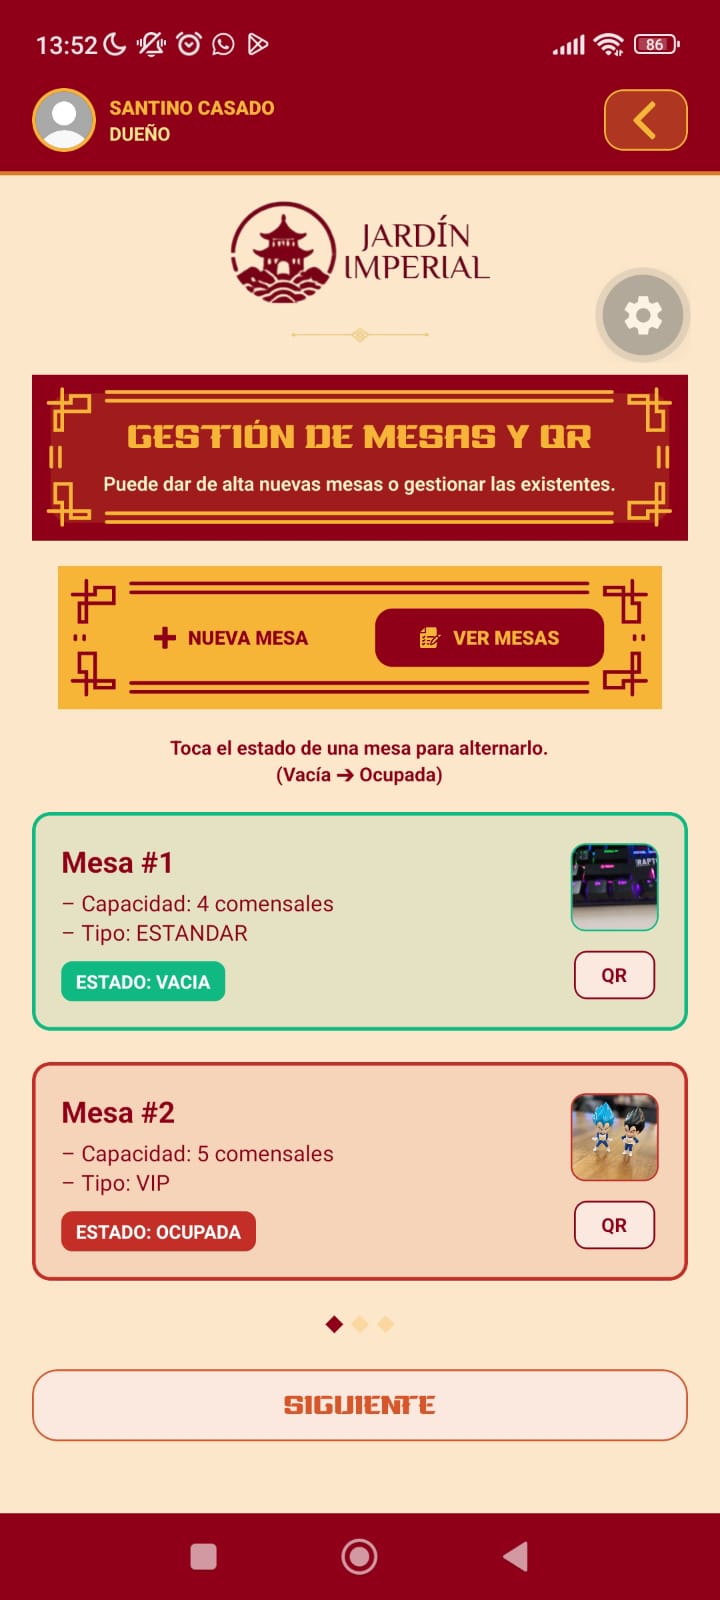 13:52
86
SANTINO CASADO
DUEÑO
JARDÍN
IMPERIAL
GESTIÓN DE MESAS Y QR
Puede dar de alta nuevas mesas o gestionar las existentes.
+ NUEVA MESA
VER MESAS
Toca el estado de una mesa para alternarlo.
(Vacía → Ocupada)
Mesa #1
– Capacidad: 4 comensales
– Tipo: ESTANDAR
ESTADO: VACIA
QR
Mesa #2
– Capacidad: 5 comensales
– Tipo: VIP
ESTADO: OCUPADA
QR
SIGUIENTE